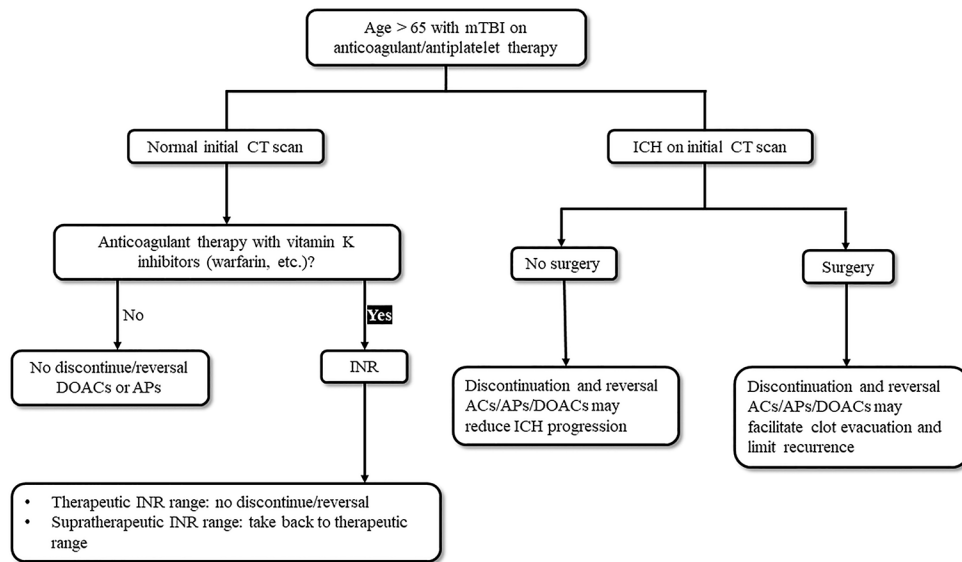 Age > 65 with mTBI on
anticoagulant/antiplatelet therapy
Normal initial CT scan
ICH on initial CT scan
Anticoagulant therapy with vitamin K
inhibitors (warfarin, etc.)?
No surgery
Surgery
No
Yes
No discontinue/reversal
DOACs or APs
INR
Discontinuation and reversal
ACs/APs/DOACs may
reduce ICH progression
Discontinuation and reversal
ACs/APs/DOACs may
facilitate clot evacuation and
limit recurrence
• Therapeutic INR range: no discontinue/reversal
• Supratherapeutic INR range: take back to therapeutic
range